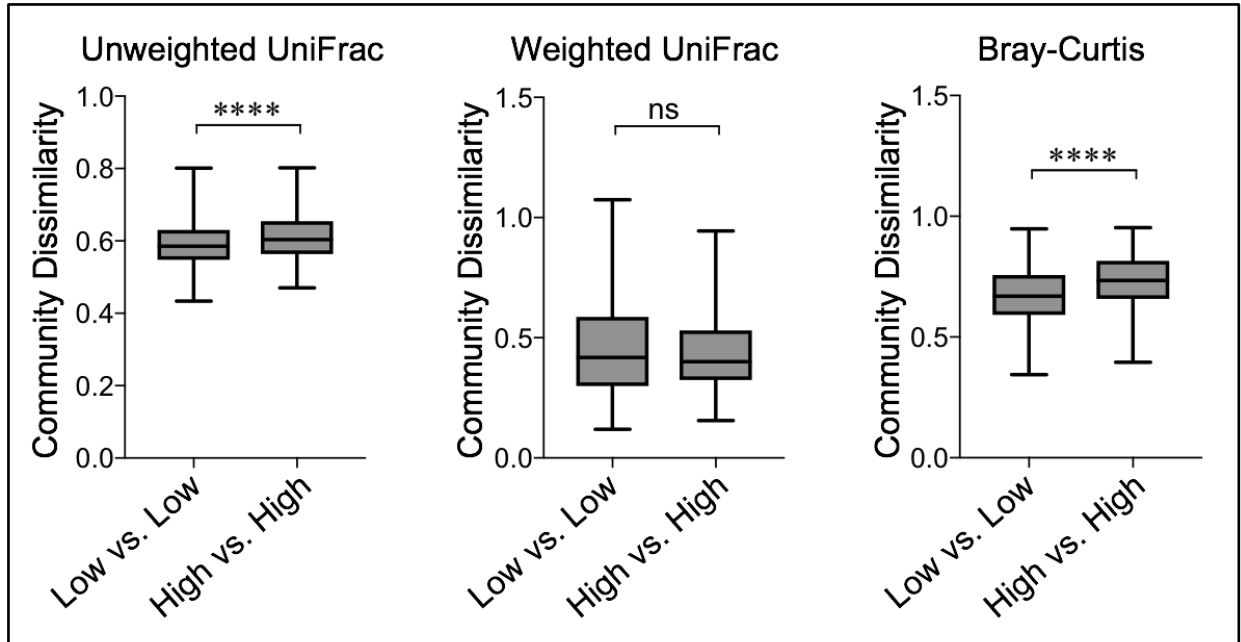 Unweighted UniFrac
Community Dissimilarity
1.0
0.8
0.6
0.4
0.2
0.0
****
Low vs. Low
High vs. High
Weighted UniFrac
Community Dissimilarity
1.5
1.0
0.5
0.0
ns
Low vs. Low
High vs. High
Bray-Curtis
Community Dissimilarity
1.5
1.0
0.5
0.0
****
Low vs. Low
High vs. High